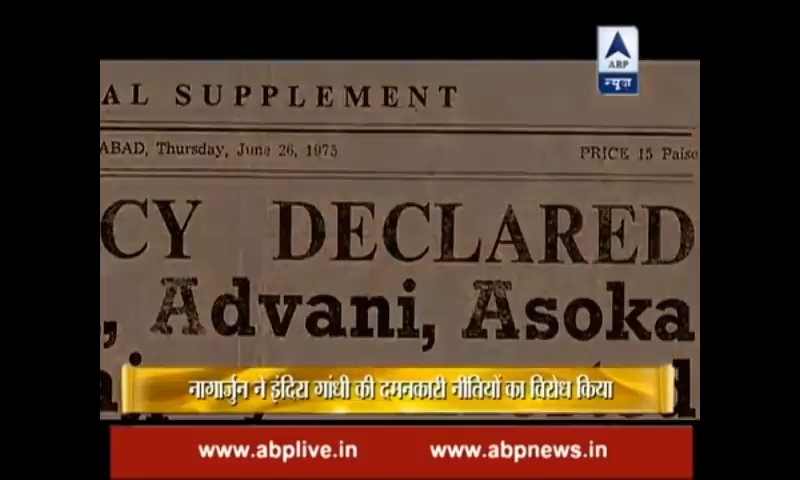 ABP
न्यूज़
AL SUPPLEMENT
ABAD, Thursday, June 26, 1975 PRICE 15 Paise
CY DECLARED
, Advani, Asoka
नागार्जुन ने इंदिरा गांधी की दमनकारी नीतियों का विरोध किया
www.abplive.in www.abpnews.in